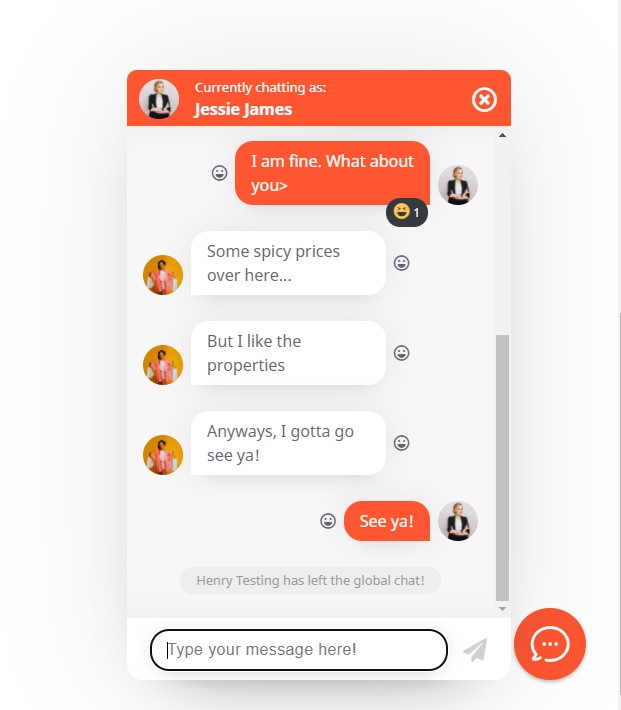 Currently chatting as:
Jessie James
I am fine. What about
you>
1
Some spicy prices
over here...
But I like the
properties
Anyways, I gotta go
see ya!
See ya!
Henry Testing has left the global chat!
Type your message here!